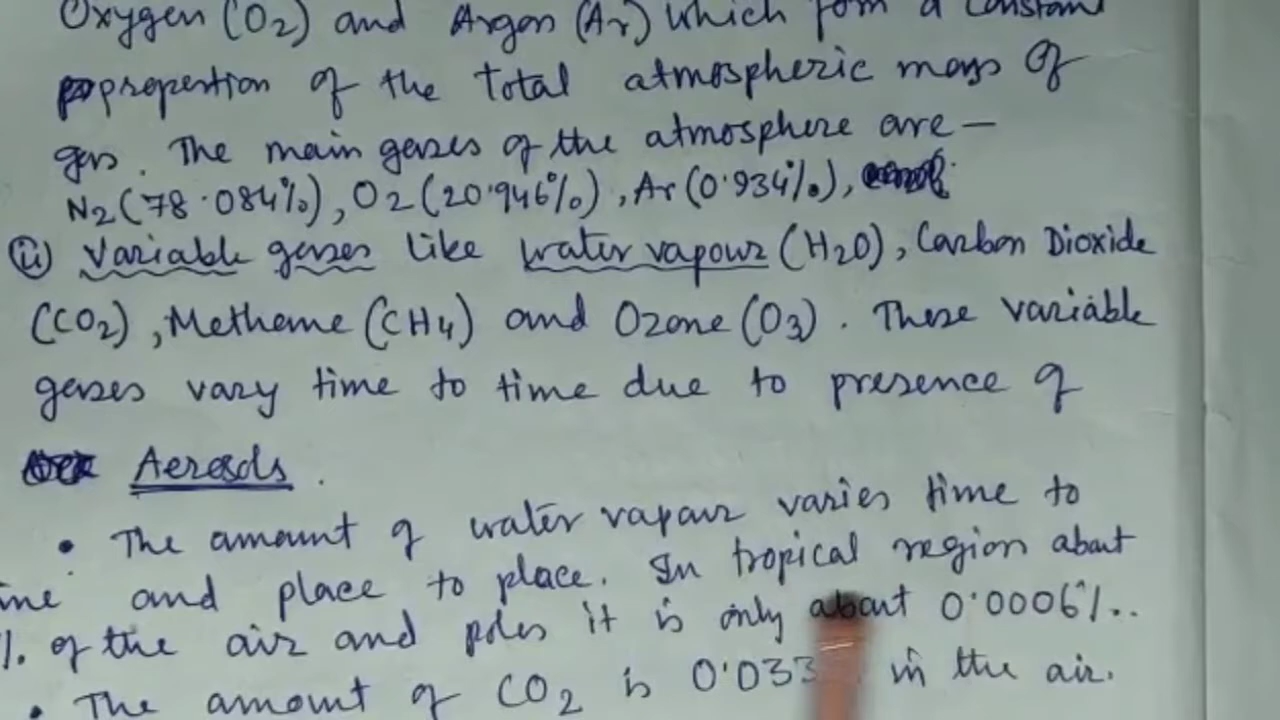 Oxygen (O2) and Argon (Ar) which form a constant
propertion of the total atmospheric mass of
gas. The main gases of the atmosphere are —
N2(78.084%), O2 (20.946%), Ar(0.934%),
(ii) Variable gases like water vapour (H2O), Carbon Dioxide
(CO2), Methane (CH4) and Ozone (O3). These variable
gases vary time to time due to presence of
Aerosols.
• The amount of water vapour varies time to
and place to place. In tropical region about
%. of the air and poles it is only about 0.0006%..
• The amount of CO2 is 0.033 in the air.